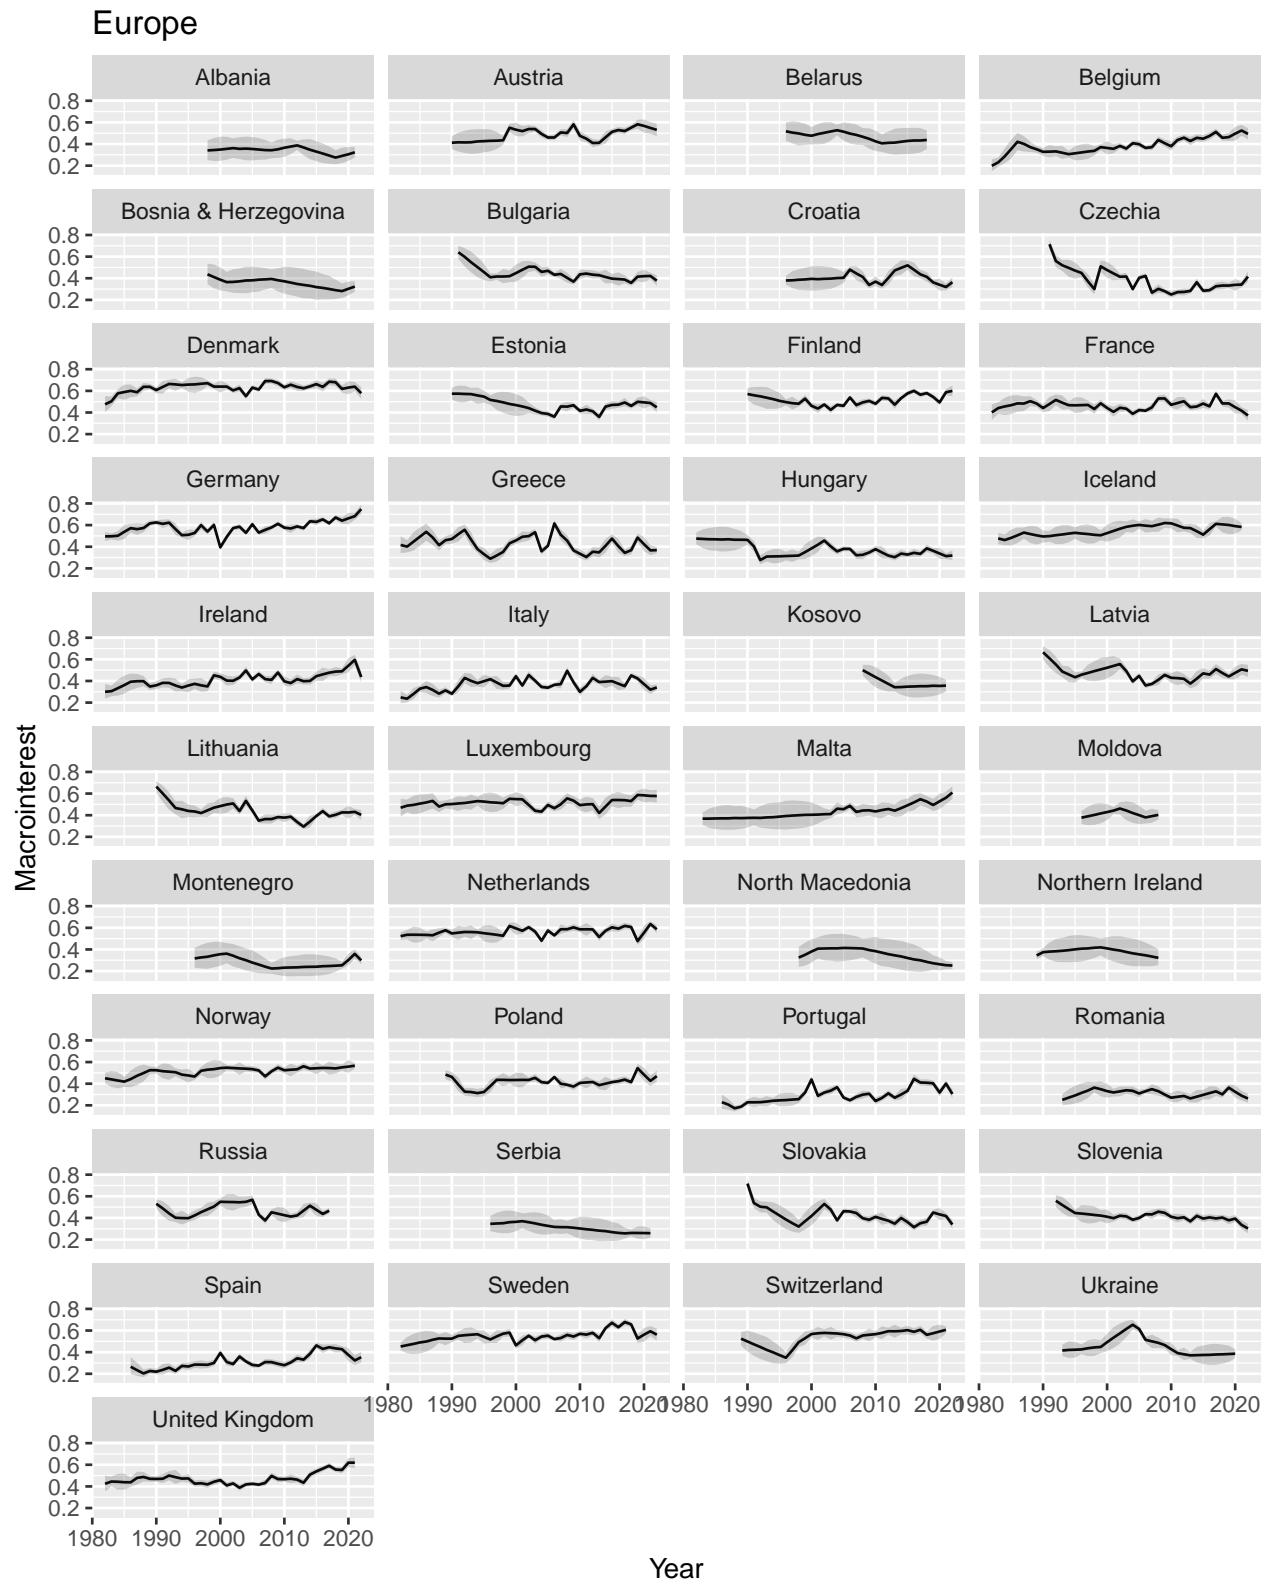 Europe
Albania Austria Belarus Belgium
0.8
0.6
0.4
0.2
Bosnia & Herzegovina Bulgaria Croatia Czechia
0.8
0.6
0.4
0.2
Denmark Estonia Finland France
0.8
0.6
0.4
0.2
Germany Greece Hungary Iceland
0.8
0.6
0.4
0.2
Ireland Italy Kosovo Latvia
0.8
0.6
0.4
0.2
Macrointerest
Lithuania Luxembourg Malta Moldova
0.8
0.6
0.4
0.2
Montenegro Netherlands North Macedonia Northern Ireland
0.8
0.6
0.4
0.2
Norway Poland Portugal Romania
0.8
0.6
0.4
0.2
Russia Serbia Slovakia Slovenia
0.8
0.6
0.4
0.2
Spain Sweden Switzerland Ukraine
0.8
0.6
0.4
0.2
1980 1990 2000 2010 2020 1980 1990 2000 2010 2020 1980 1990 2000 2010 2020
United Kingdom
0.8
0.6
0.4
0.2
1980 1990 2000 2010 2020
Year